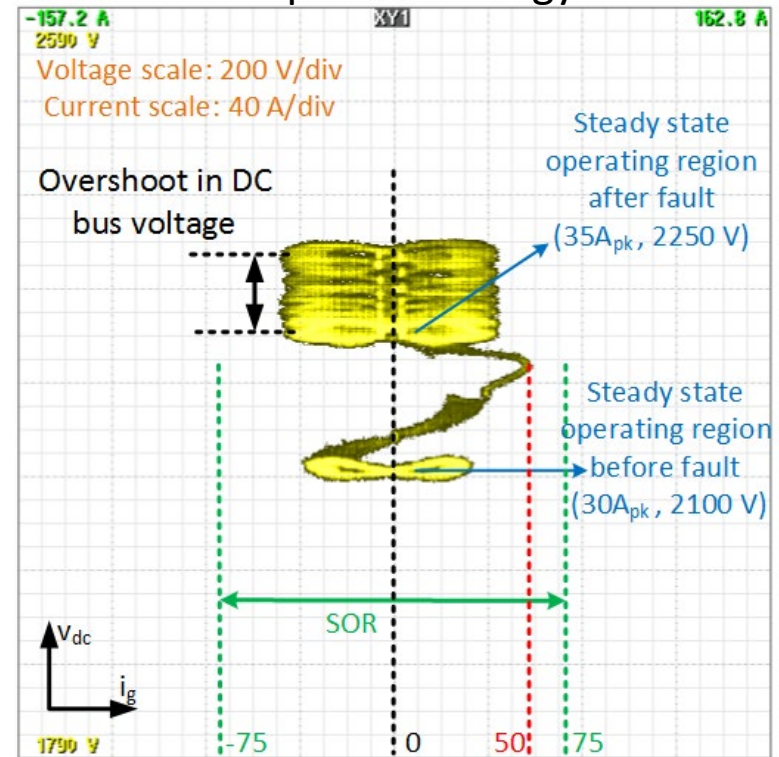 -157.2 A
XY1
162.8 A
2590 V
Voltage scale: 200 V/div
Current scale: 40 A/div
Steady state
operating region
after fault
(35Apk , 2250 V)
Overshoot in DC
bus voltage
Steady state
operating region
before fault
(30Apk , 2100 V)
SOR
vdc
ig
1790 V
-75
0
50
75